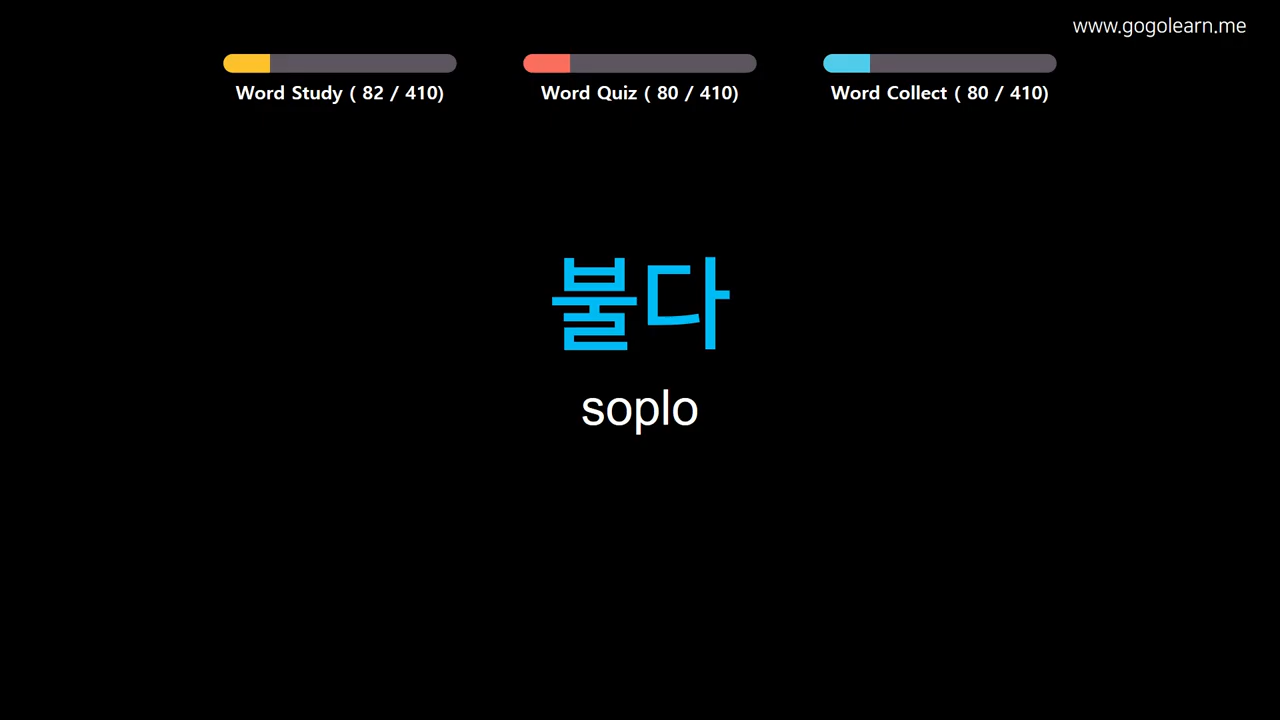 www.gogolearn.me
Word Study ( 82 / 410)
Word Quiz ( 80 / 410)
Word Collect ( 80 / 410)
불다
soplo